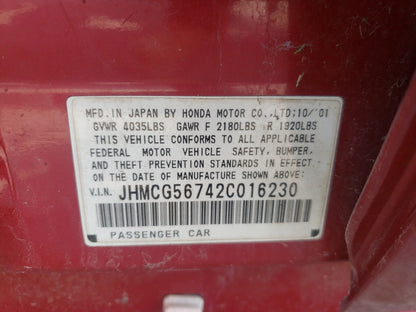 MFD. IN JAPAN BY HONDA MOTOR CO., LTD:10/'01
GVWR 4035LBS GAWR F 2180LBS R 1920LBS
THIS VEHICLE CONFORMS TO ALL APPLICABLE
FEDERAL MOTOR VEHICLE SAFETY, BUMPER,
AND THEFT PREVENTION STANDARDS IN EFFECT
ON THE DATE OF MANUFACTURE SHOWN ABOVE.
V.I.N. JHMCG56742C016230
PASSENGER CAR